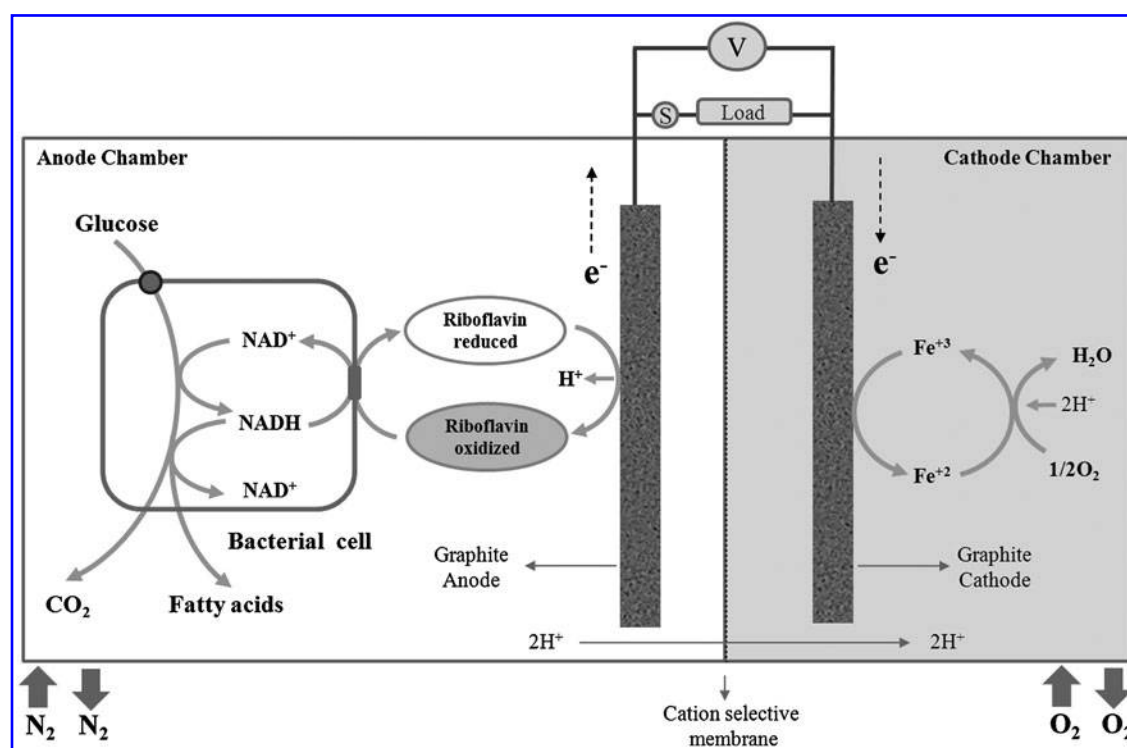 V
S
Load
Anode Chamber
Cathode Chamber
Glucose
e⁻
e⁻
Riboflavin
reduced
NAD⁺
H⁺
Fe⁺³
H₂O
2H⁺
NADH
Riboflavin
oxidized
Fe⁺²
1/2O₂
NAD⁺
Bacterial cell
Graphite
Anode
Graphite
Cathode
CO₂
Fatty acids
2H⁺
2H⁺
N₂
N₂
Cation selective
membrane
O₂
O₂